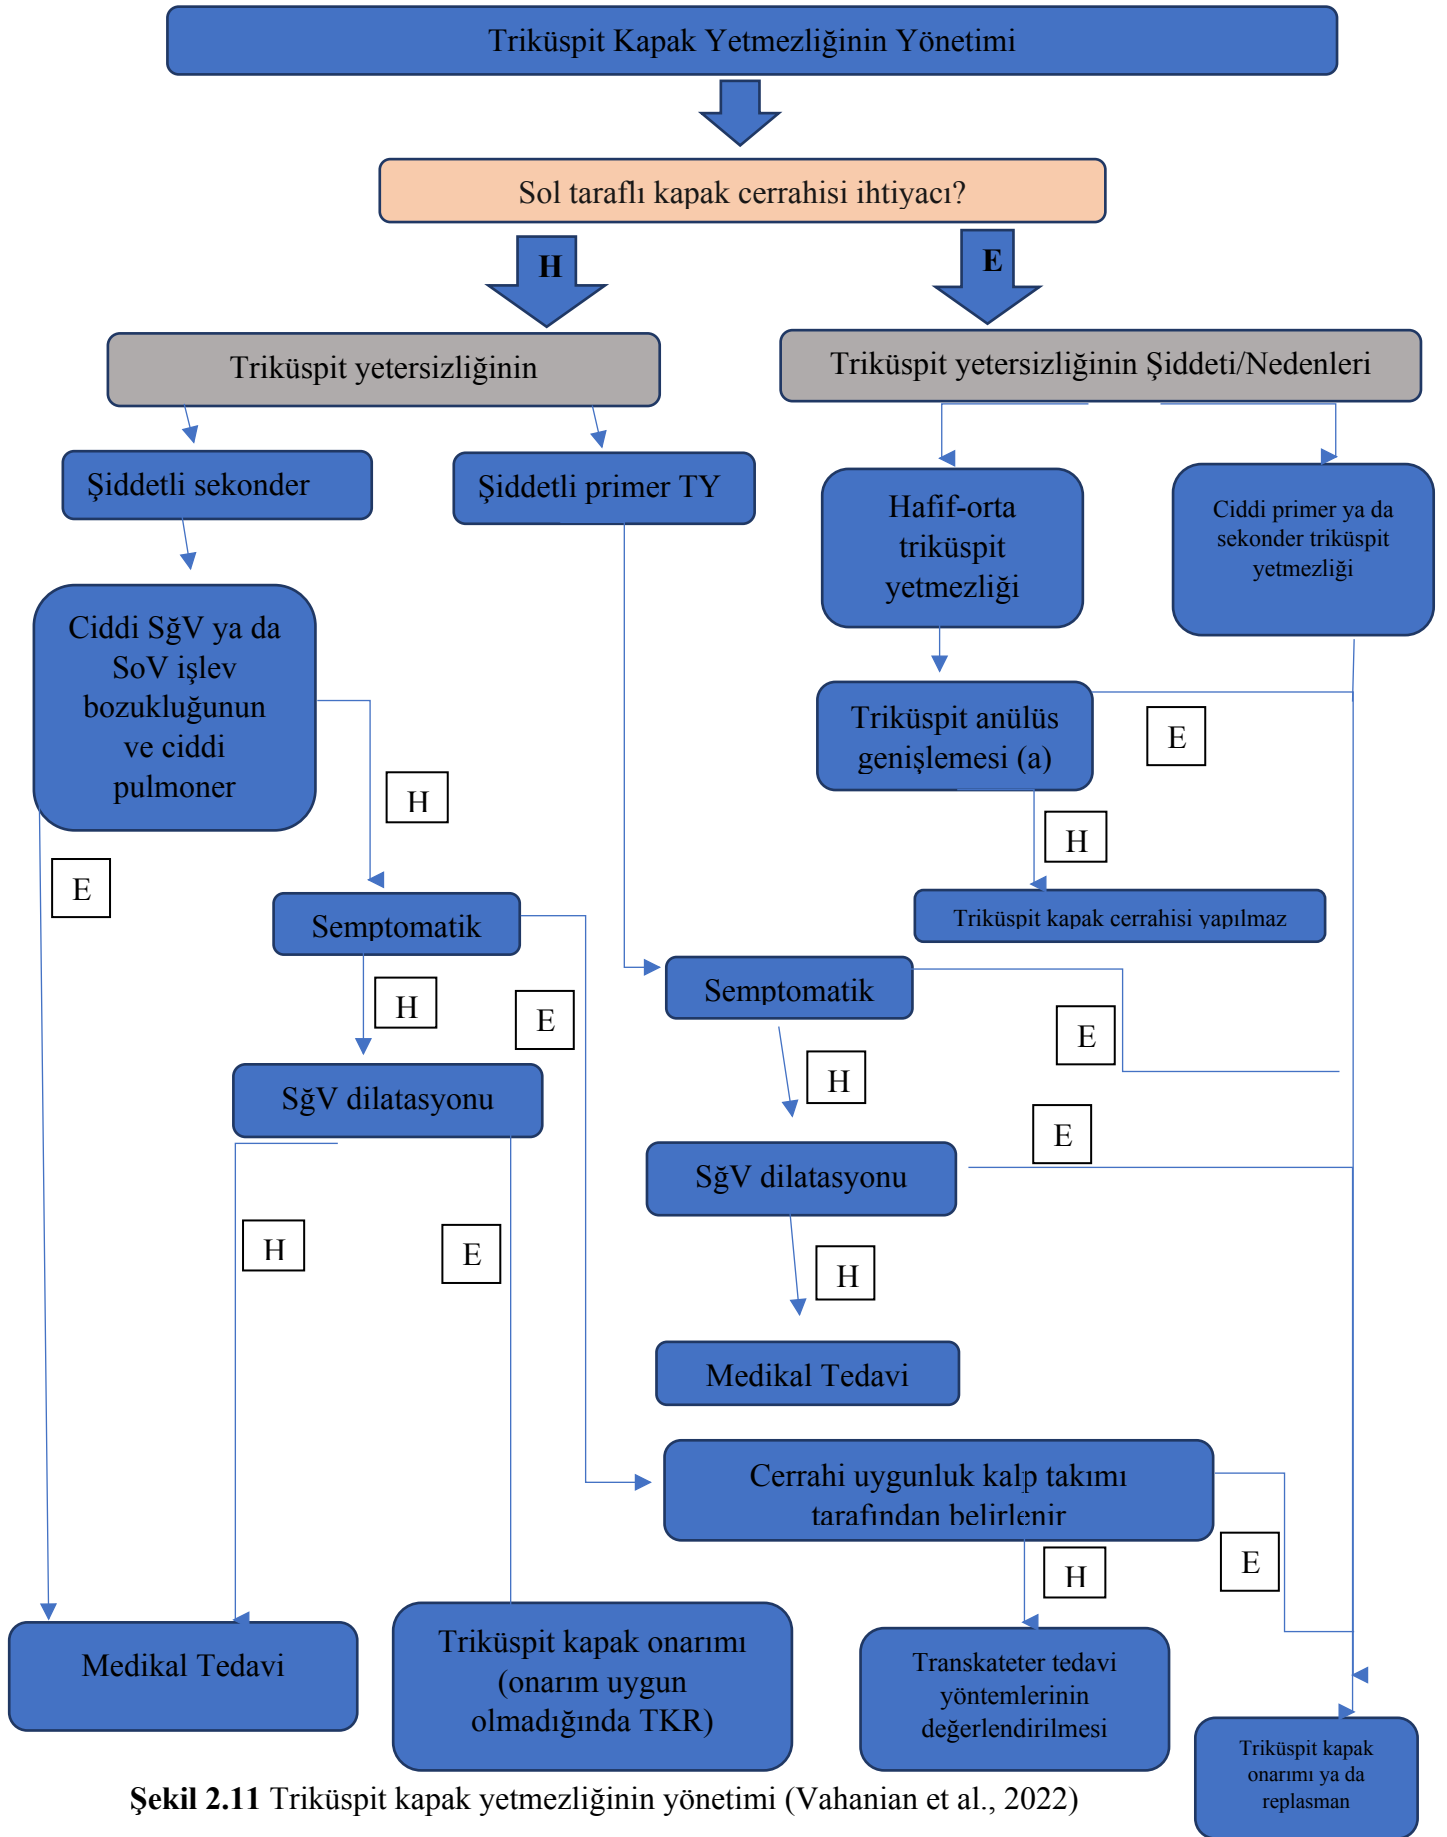 Triküspit Kapak Yetmezliğinin Yönetimi
Sol taraflı kapak cerrahisi ihtiyacı?
H
E
Triküspit yetersizliğinin
Triküspit yetersizliğinin Şiddeti/Nedenleri
Şiddetli sekonder
Şiddetli primer TY
Hafif-orta
triküspit
yetmezliği
Ciddi primer ya da
sekonder triküspit
yetmezliği
Ciddi SğV ya da
SoV işlev
bozukluğunun
ve ciddi
pulmoner
Triküspit anülüs
genişlemesi (a)
E
H
H
E
Triküspit kapak cerrahisi yapılmaz
Semptomatik
Semptomatik
H
E
E
H
SğV dilatasyonu
E
SğV dilatasyonu
H
E
H
Medikal Tedavi
Cerrahi uygunluk kalp takımı
tarafından belirlenir
H
E
Medikal Tedavi
Triküspit kapak onarımı
(onarım uygun
olmadığında TKR)
Transkateter tedavi
yöntemlerinin
değerlendirilmesi
Triküspit kapak
onarımı ya da
replasman
Şekil 2.11 Triküspit kapak yetmezliğinin yönetimi (Vahanian et al., 2022)